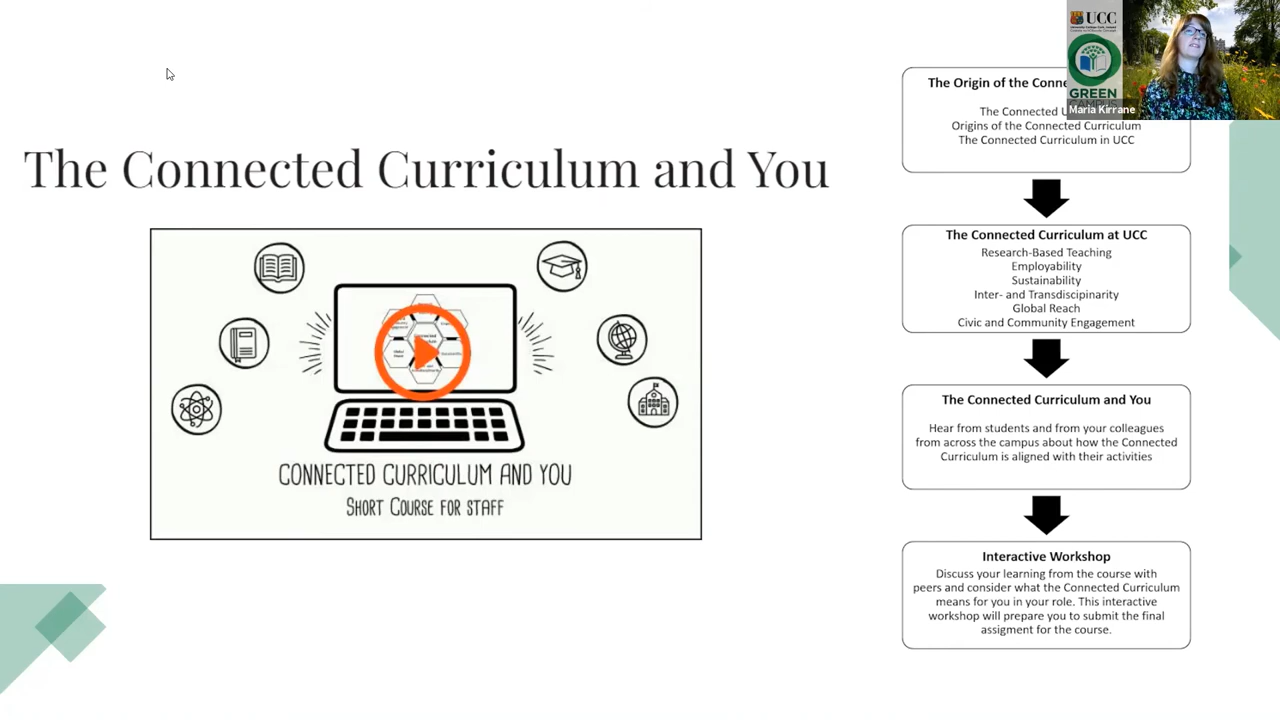 The Connected Curriculum and You
CONNECTED CURRICULUM AND YOU
SHORT COURSE FOR STAFF
The Origin of the
The Connected
Origins of the Connected Curriculum
The Connected Curriculum in UCC
The Connected Curriculum at UCC
Research-Based Teaching
Employability
Sustainability
Inter- and Transdiscipinarity
Global Reach
Civic and Community Engagement
The Connected Curriculum and You
Hear from students and from your colleagues
from across the campus about how the Connected
Curriculum is aligned with their activities
Interactive Workshop
Discuss your learning from the course with
peers and consider what the Connected Curriculum
means for you in your role. This interactive
workshop will prepare you to submit the final
assigment for the course.
UCC
GREEN
Maria Kirrane